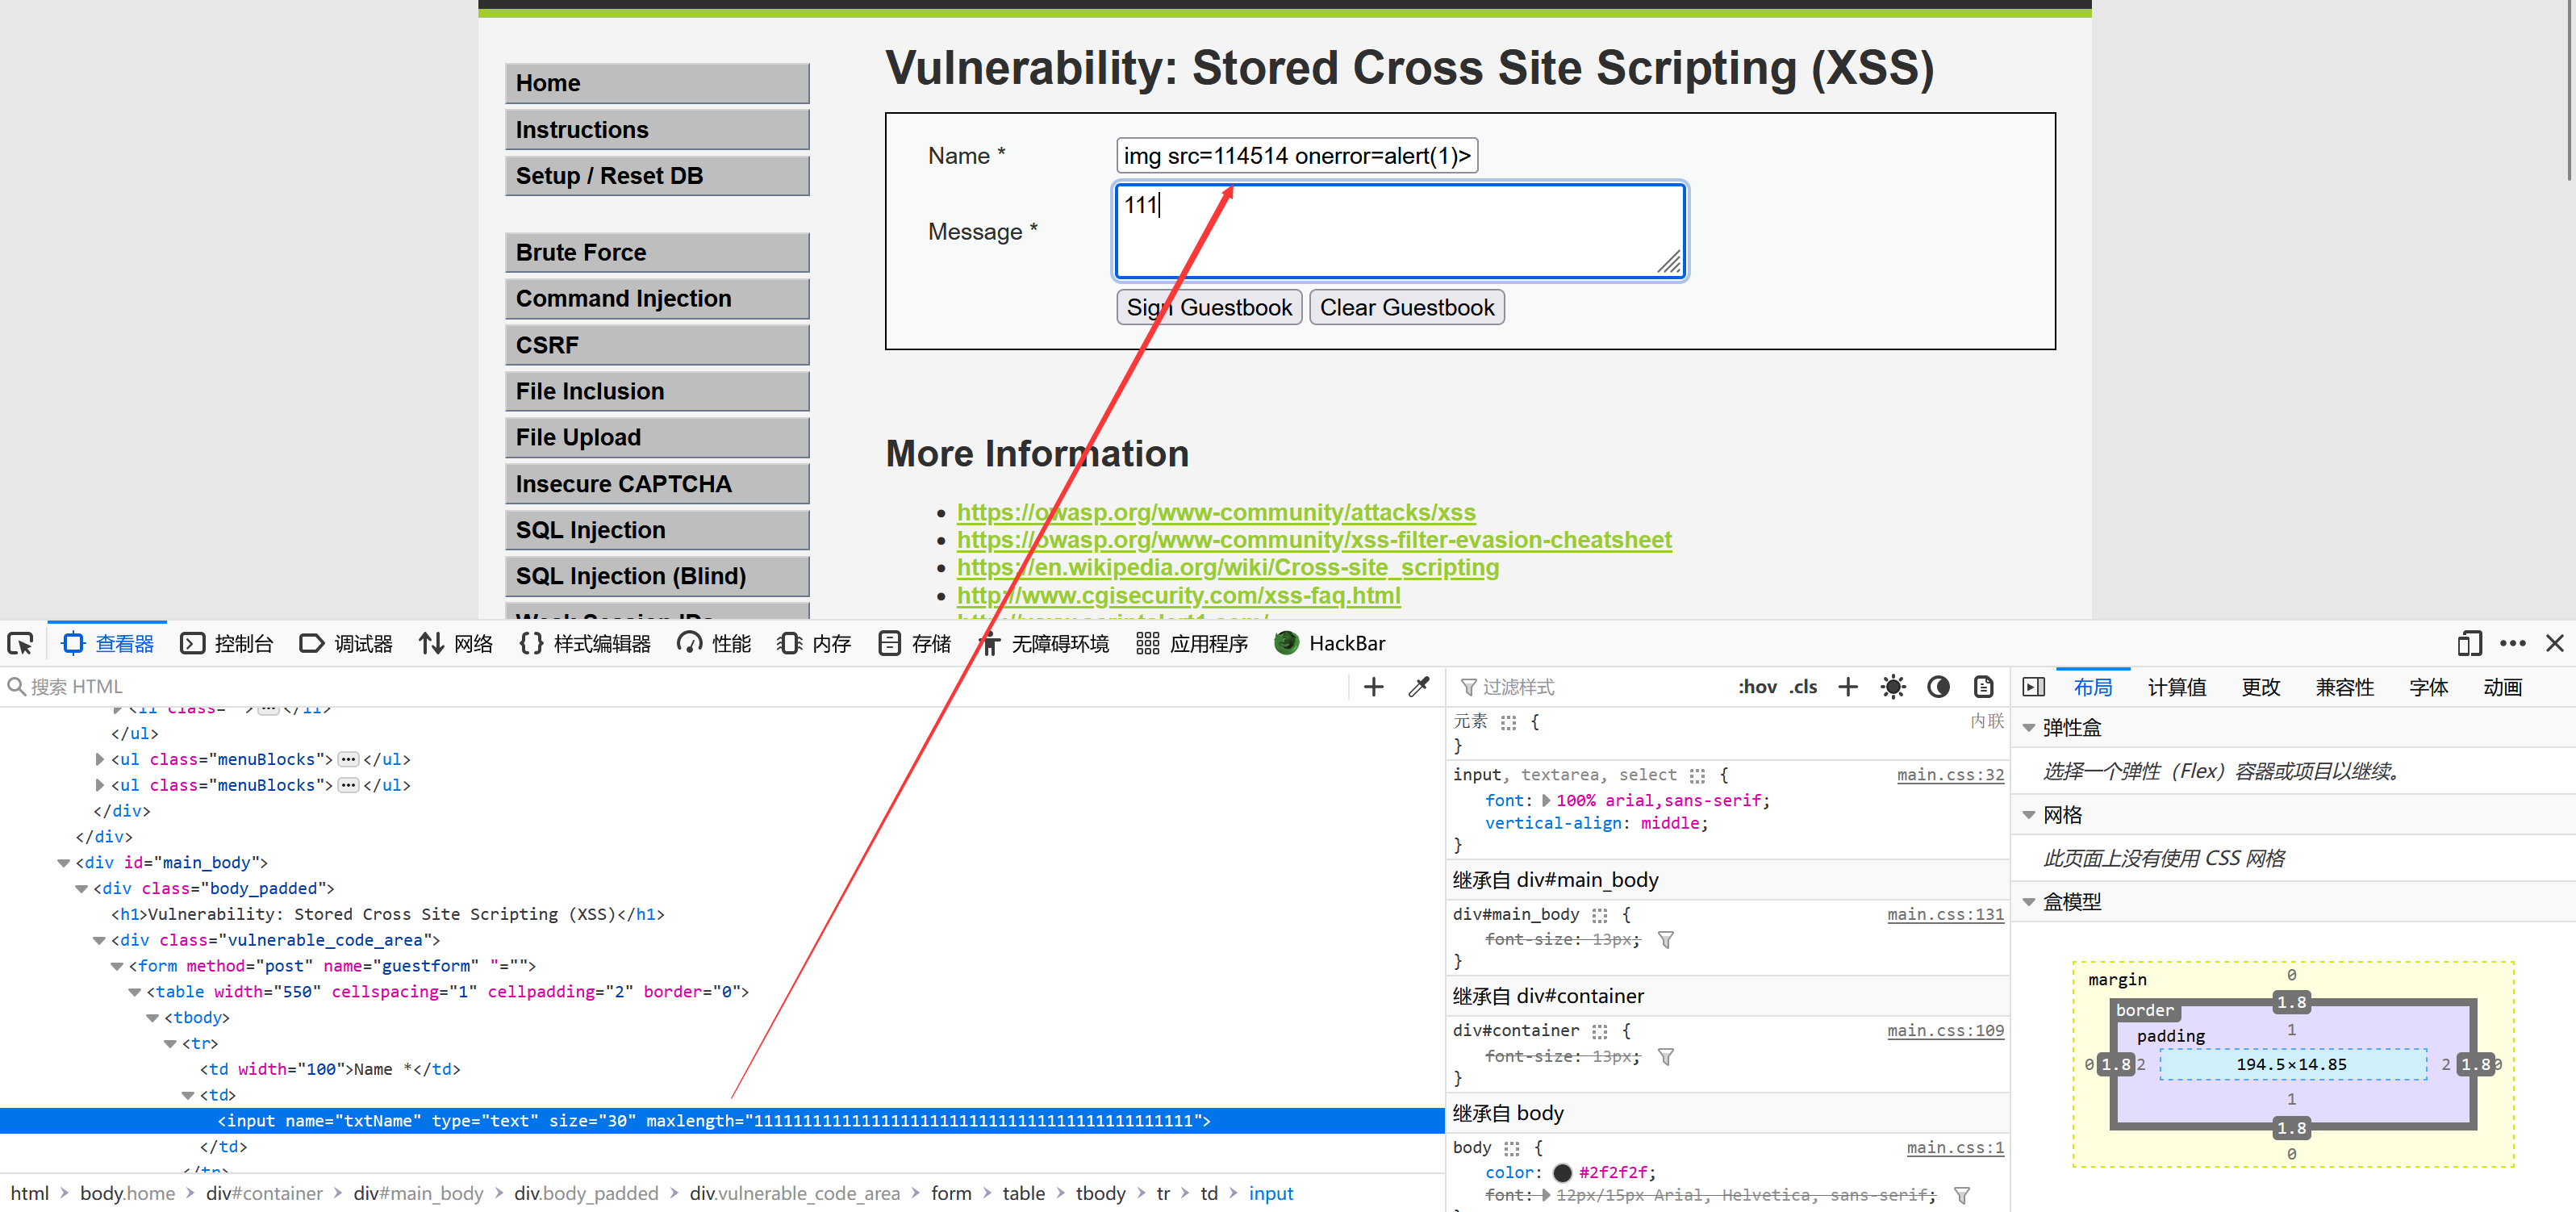 Vulnerability: Stored Cross Site Scripting (XSS)
Home
Instructions
Setup / Reset DB
Brute Force
Command Injection
CSRF
File Inclusion
File Upload
Insecure CAPTCHA
SQL Injection
SQL Injection (Blind)
Name *
img src=114514 onerror=alert(1)>
Message *
111
Sign Guestbook Clear Guestbook
More Information
https://owasp.org/www-community/attacks/xss
https://owasp.org/www-community/xss-filter-evasion-cheatsheet
https://en.wikipedia.org/wiki/Cross-site_scripting
http://www.cgisecurity.com/xss-faq.html
查看器 控制台 调试器 网络 样式编辑器 性能 内存 存储 无障碍环境 应用程序 HackBar
搜索 HTML
</ul>
<ul class="menuBlocks"> ••• </ul>
<ul class="menuBlocks"> ••• </ul>
</div>
</div>
<div id="main_body">
<div class="body_padded">
<h1>Vulnerability: Stored Cross Site Scripting (XSS)</h1>
<div class="vulnerable_code_area">
<form method="post" name="guestform" "="">
<table width="550" cellspacing="1" cellpadding="2" border="0">
<tbody>
<tr>
<td width="100">Name *</td>
<td>
<input name="txtName" type="text" size="30" maxlength="111111111111111111111111111111111111111111111">
</td>
html > body.home > div#container > div#main_body > div.body_padded > div.vulnerable_code_area > form > table > tbody > tr > td > input
过滤样式 :hov .cls
元素 { 内联
}
input, textarea, select { main.css:32
font: 100% arial,sans-serif;
vertical-align: middle;
}
继承自 div#main_body
div#main_body { main.css:131
font-size: 13px;
}
继承自 div#container
div#container { main.css:109
font-size: 13px;
}
继承自 body
body { main.css:1
color: #2f2f2f;
font: 12px/15px Arial, Helvetica, sans-serif;
布局 计算值 更改 兼容性 字体 动画
弹性盒
选择一个弹性（Flex）容器或项目以继续。
网格
此页面上没有使用 CSS 网格
盒模型
margin 0
border 1.8
padding 1
0 1.8 2 194.5×14.85 2 1.8 0
1
1.8
0